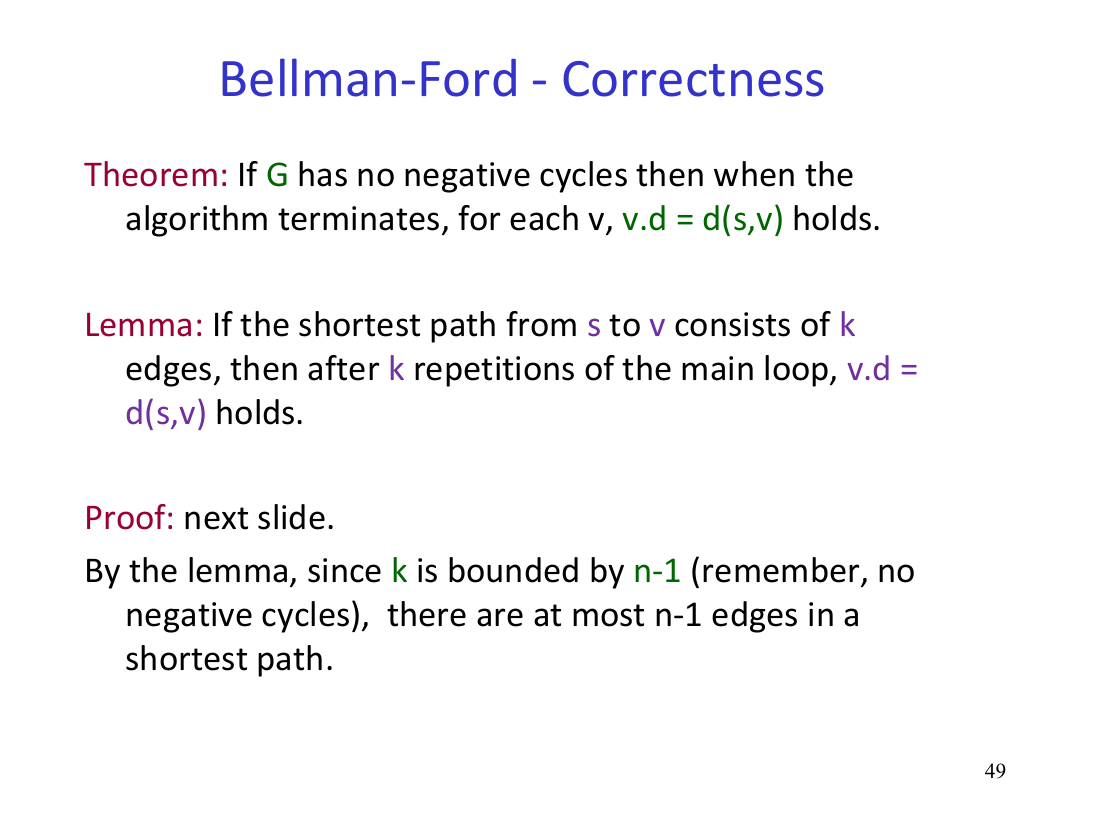 Bellman-Ford - Correctness
Theorem: If G has no negative cycles then when the
algorithm terminates, for each v, v.d = d(s,v) holds.
Lemma: If the shortest path from s to v consists of k
edges, then after k repetitions of the main loop, v.d =
d(s,v) holds.
Proof: next slide.
By the lemma, since k is bounded by n-1 (remember, no
negative cycles),  there are at most n-1 edges in a
shortest path.
49